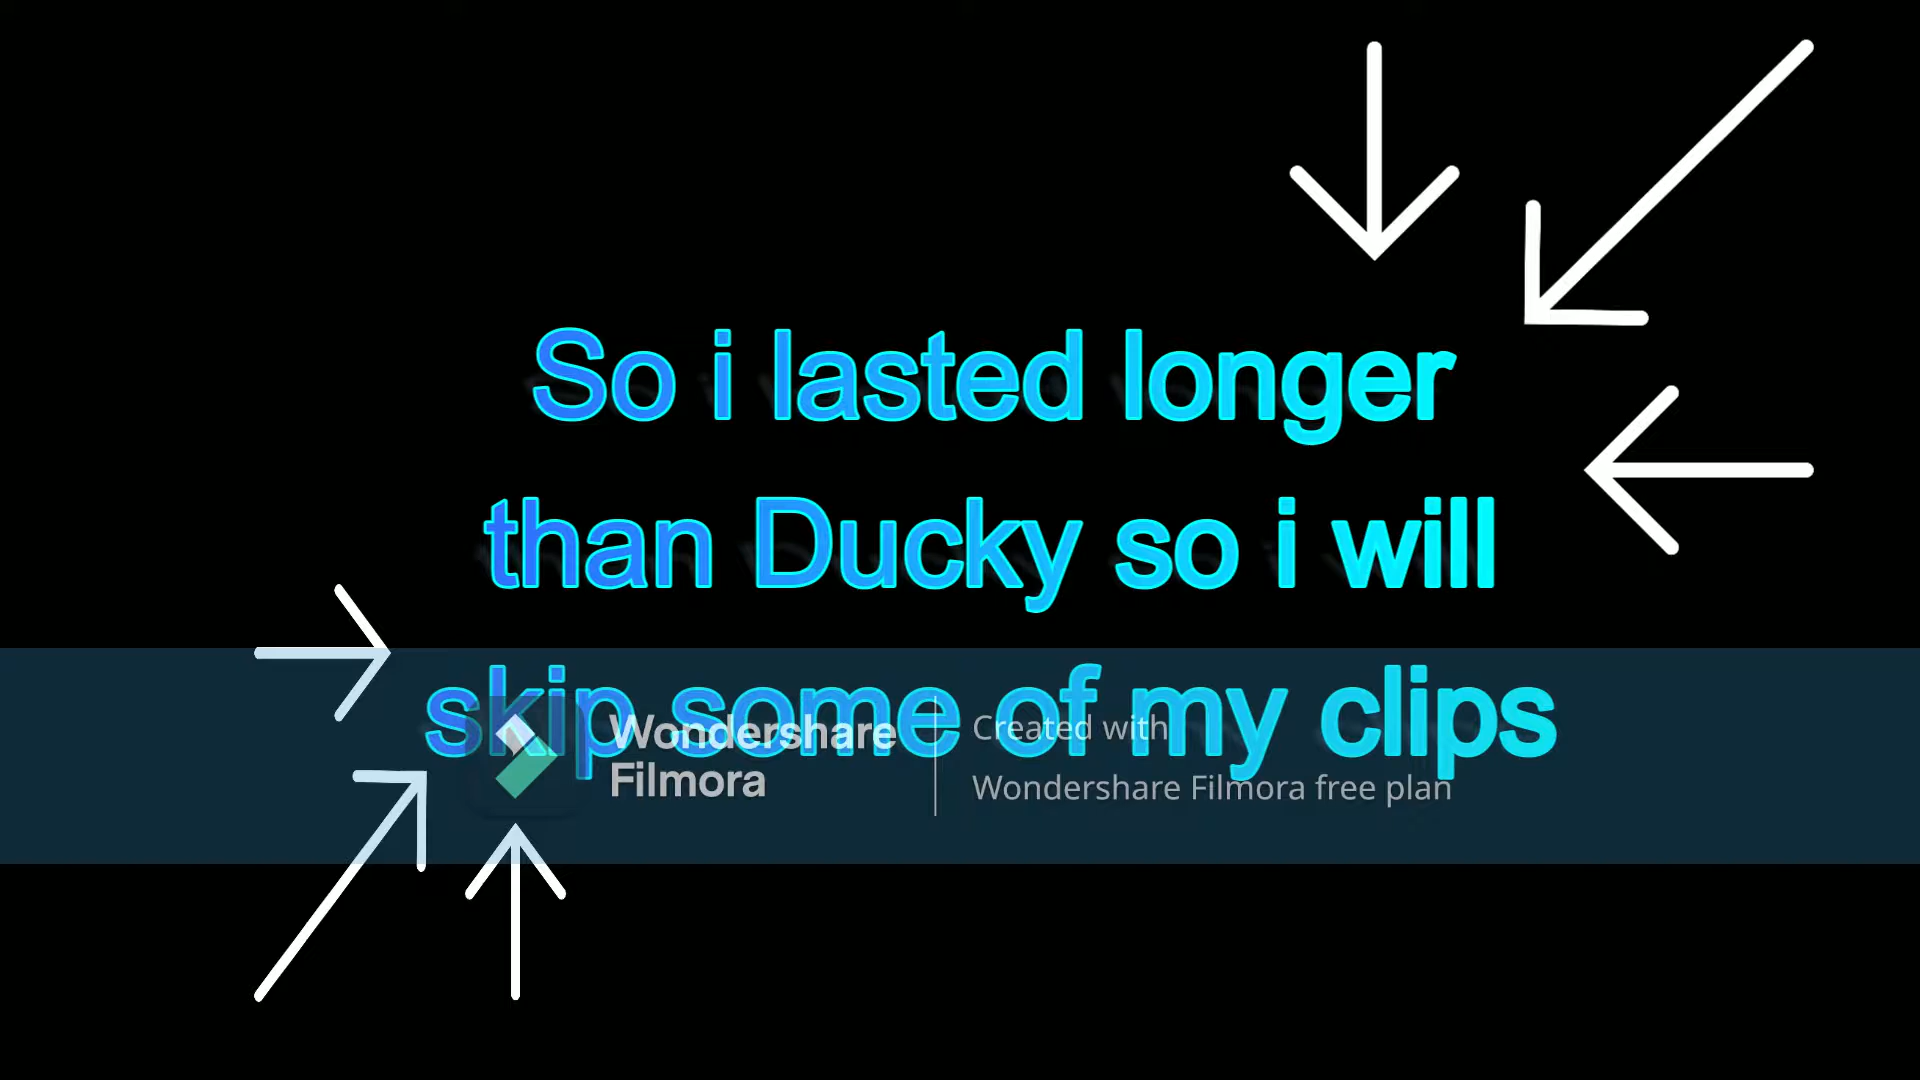 So i lasted longer
than Ducky so i will
skip some of my clips
Wondershare
Filmora
Created with
Wondershare Filmora free plan